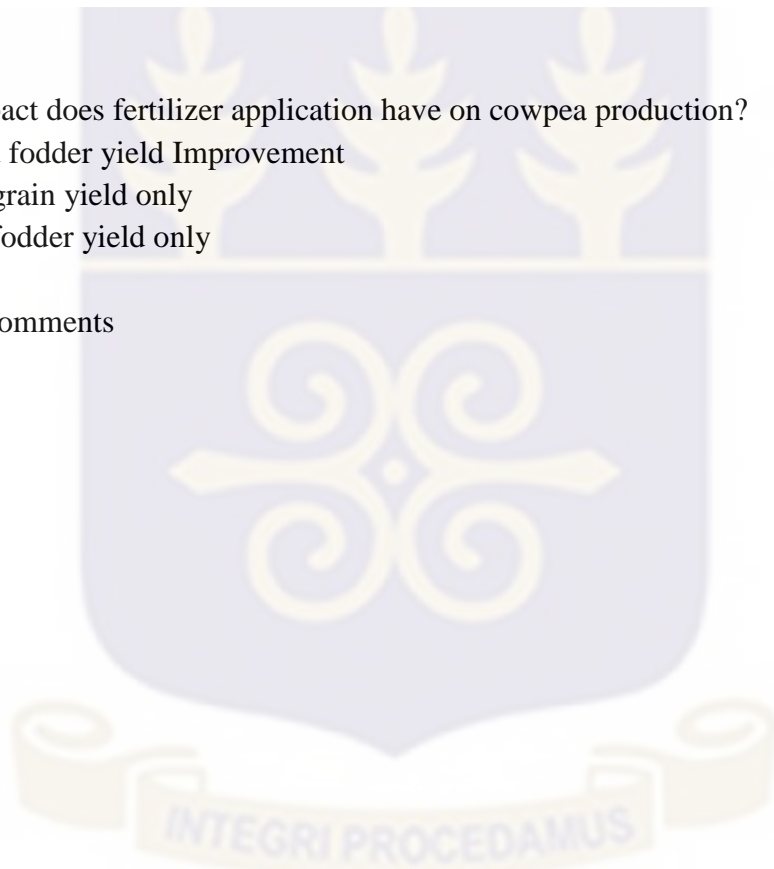 act does fertilizer application have on cowpea production?
fodder yield Improvement
grain yield only
fodder yield only
omments
INTEGRI PROCEDAMUS